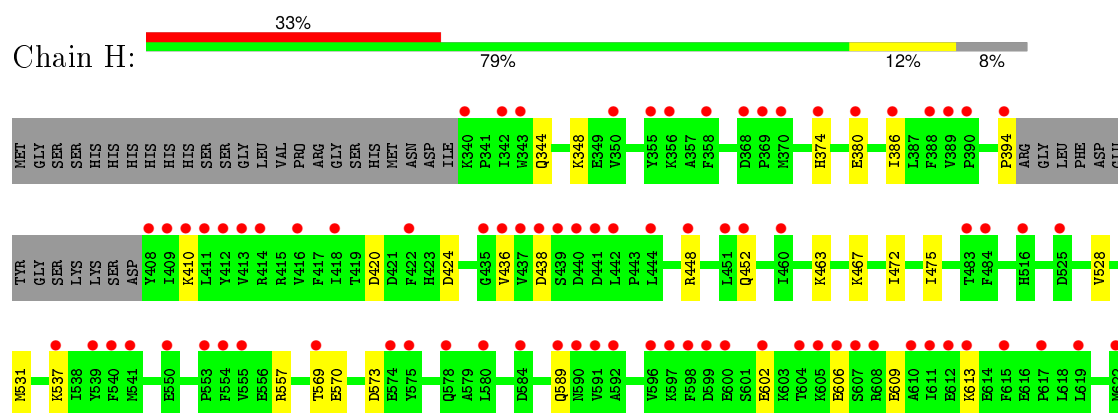 33%
Chain H:
79% 12% 8%
MET GLY SER SER HIS HIS HIS HIS HIS HIS SER SER GLY LEU VAL PRO ARG GLY SER HIS MET ASN ASP ILE K340 P341 I342 W343 Q344 K348 E349 V350 Y355 K356 A357 F358 D368 P369 M370 H374 E380 I386 L387 F388 V389 P390 P394 ARG GLY LEU PHE ASP GLU
TYR GLY SER LYS LYS SER ASP Y408 I409 K410 L411 Y412 V413 R414 R415 V416 F417 I418 T419 D420 D421 F422 H423 D424 G435 V436 V437 D438 S439 D440 D441 L442 P443 L444 R448 L451 Q452 I460 K463 K467 I472 I475 T483 F484 H516 D525 V528
M531 K537 I538 Y539 F540 M541 E550 P553 F554 V555 E556 R557 T569 E570 D573 E574 Y575 Q578 A579 L580 D584 Q589 N590 V591 A592 V596 K597 F598 D599 E600 S601 E602 K603 T604 K605 E606 S607 R608 E609 A610 I611 E612 K613 E614 F615 E616 P617 L618 L619